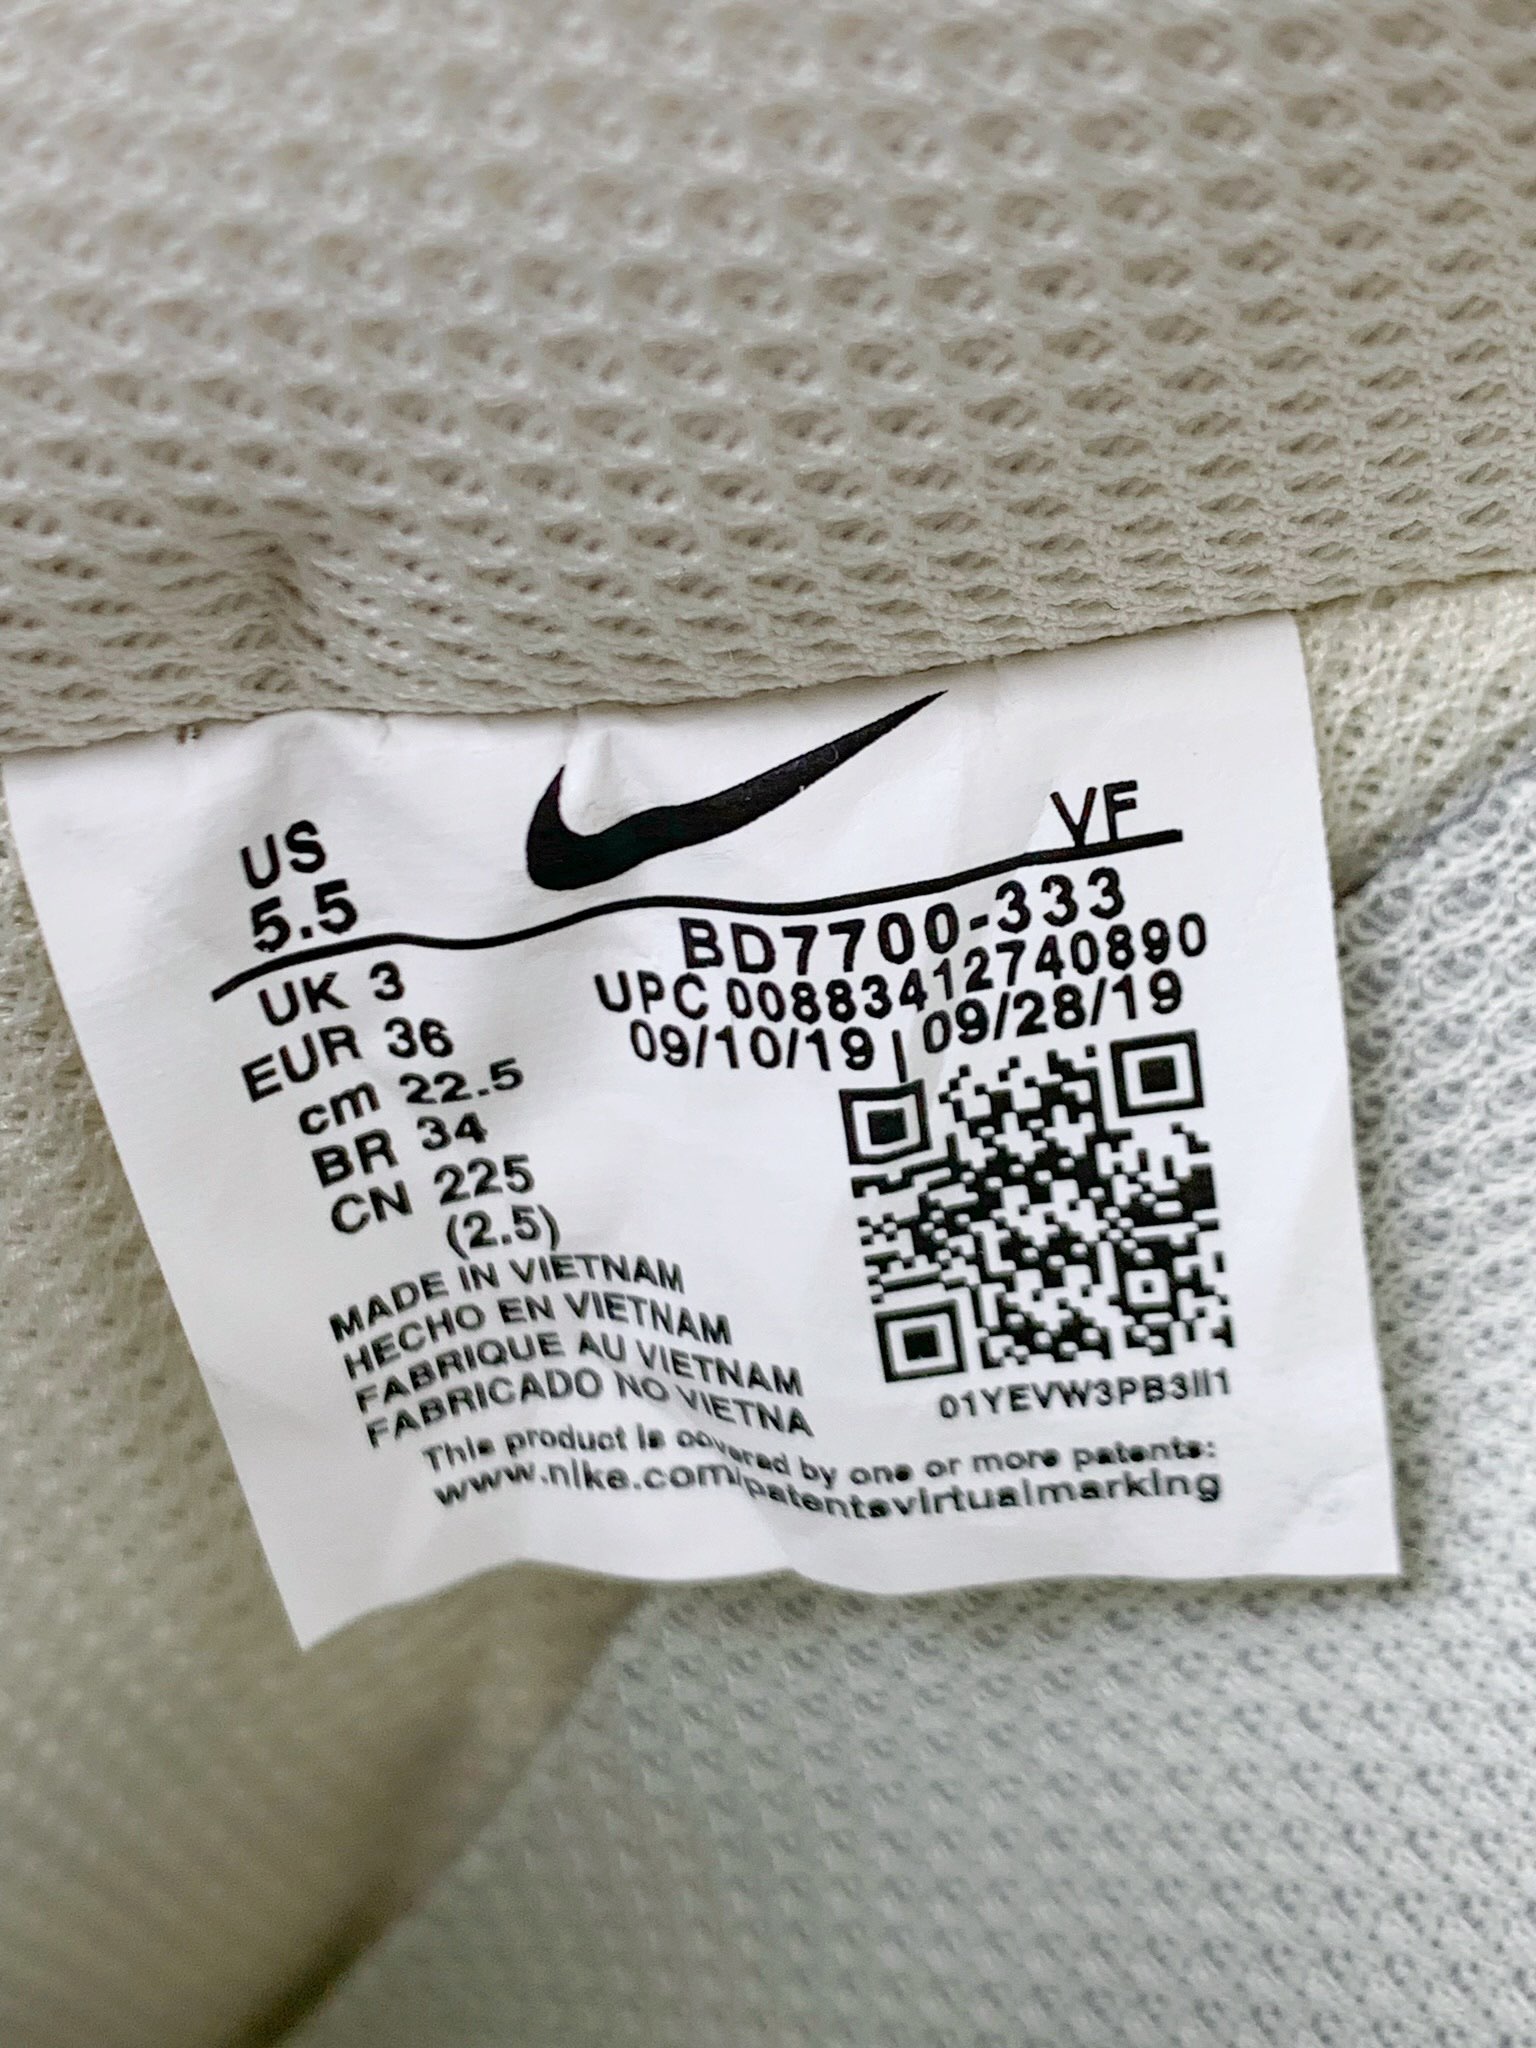 US
5.5
VF
UK 3
EUR 36
cm 22.5
BR 34
CN 225
(2.5)
BD7700-333
UPC 00883412740890
09/10/19 | 09/28/19
MADE IN VIETNAM
HECHO EN VIETNAM
FABRIQUE AU VIETNAM
FABRICADO NO VIETNA
01YEVW3PB3II1
This product is covered by one or more patents:
www.nike.com/patentsvirtualmarking